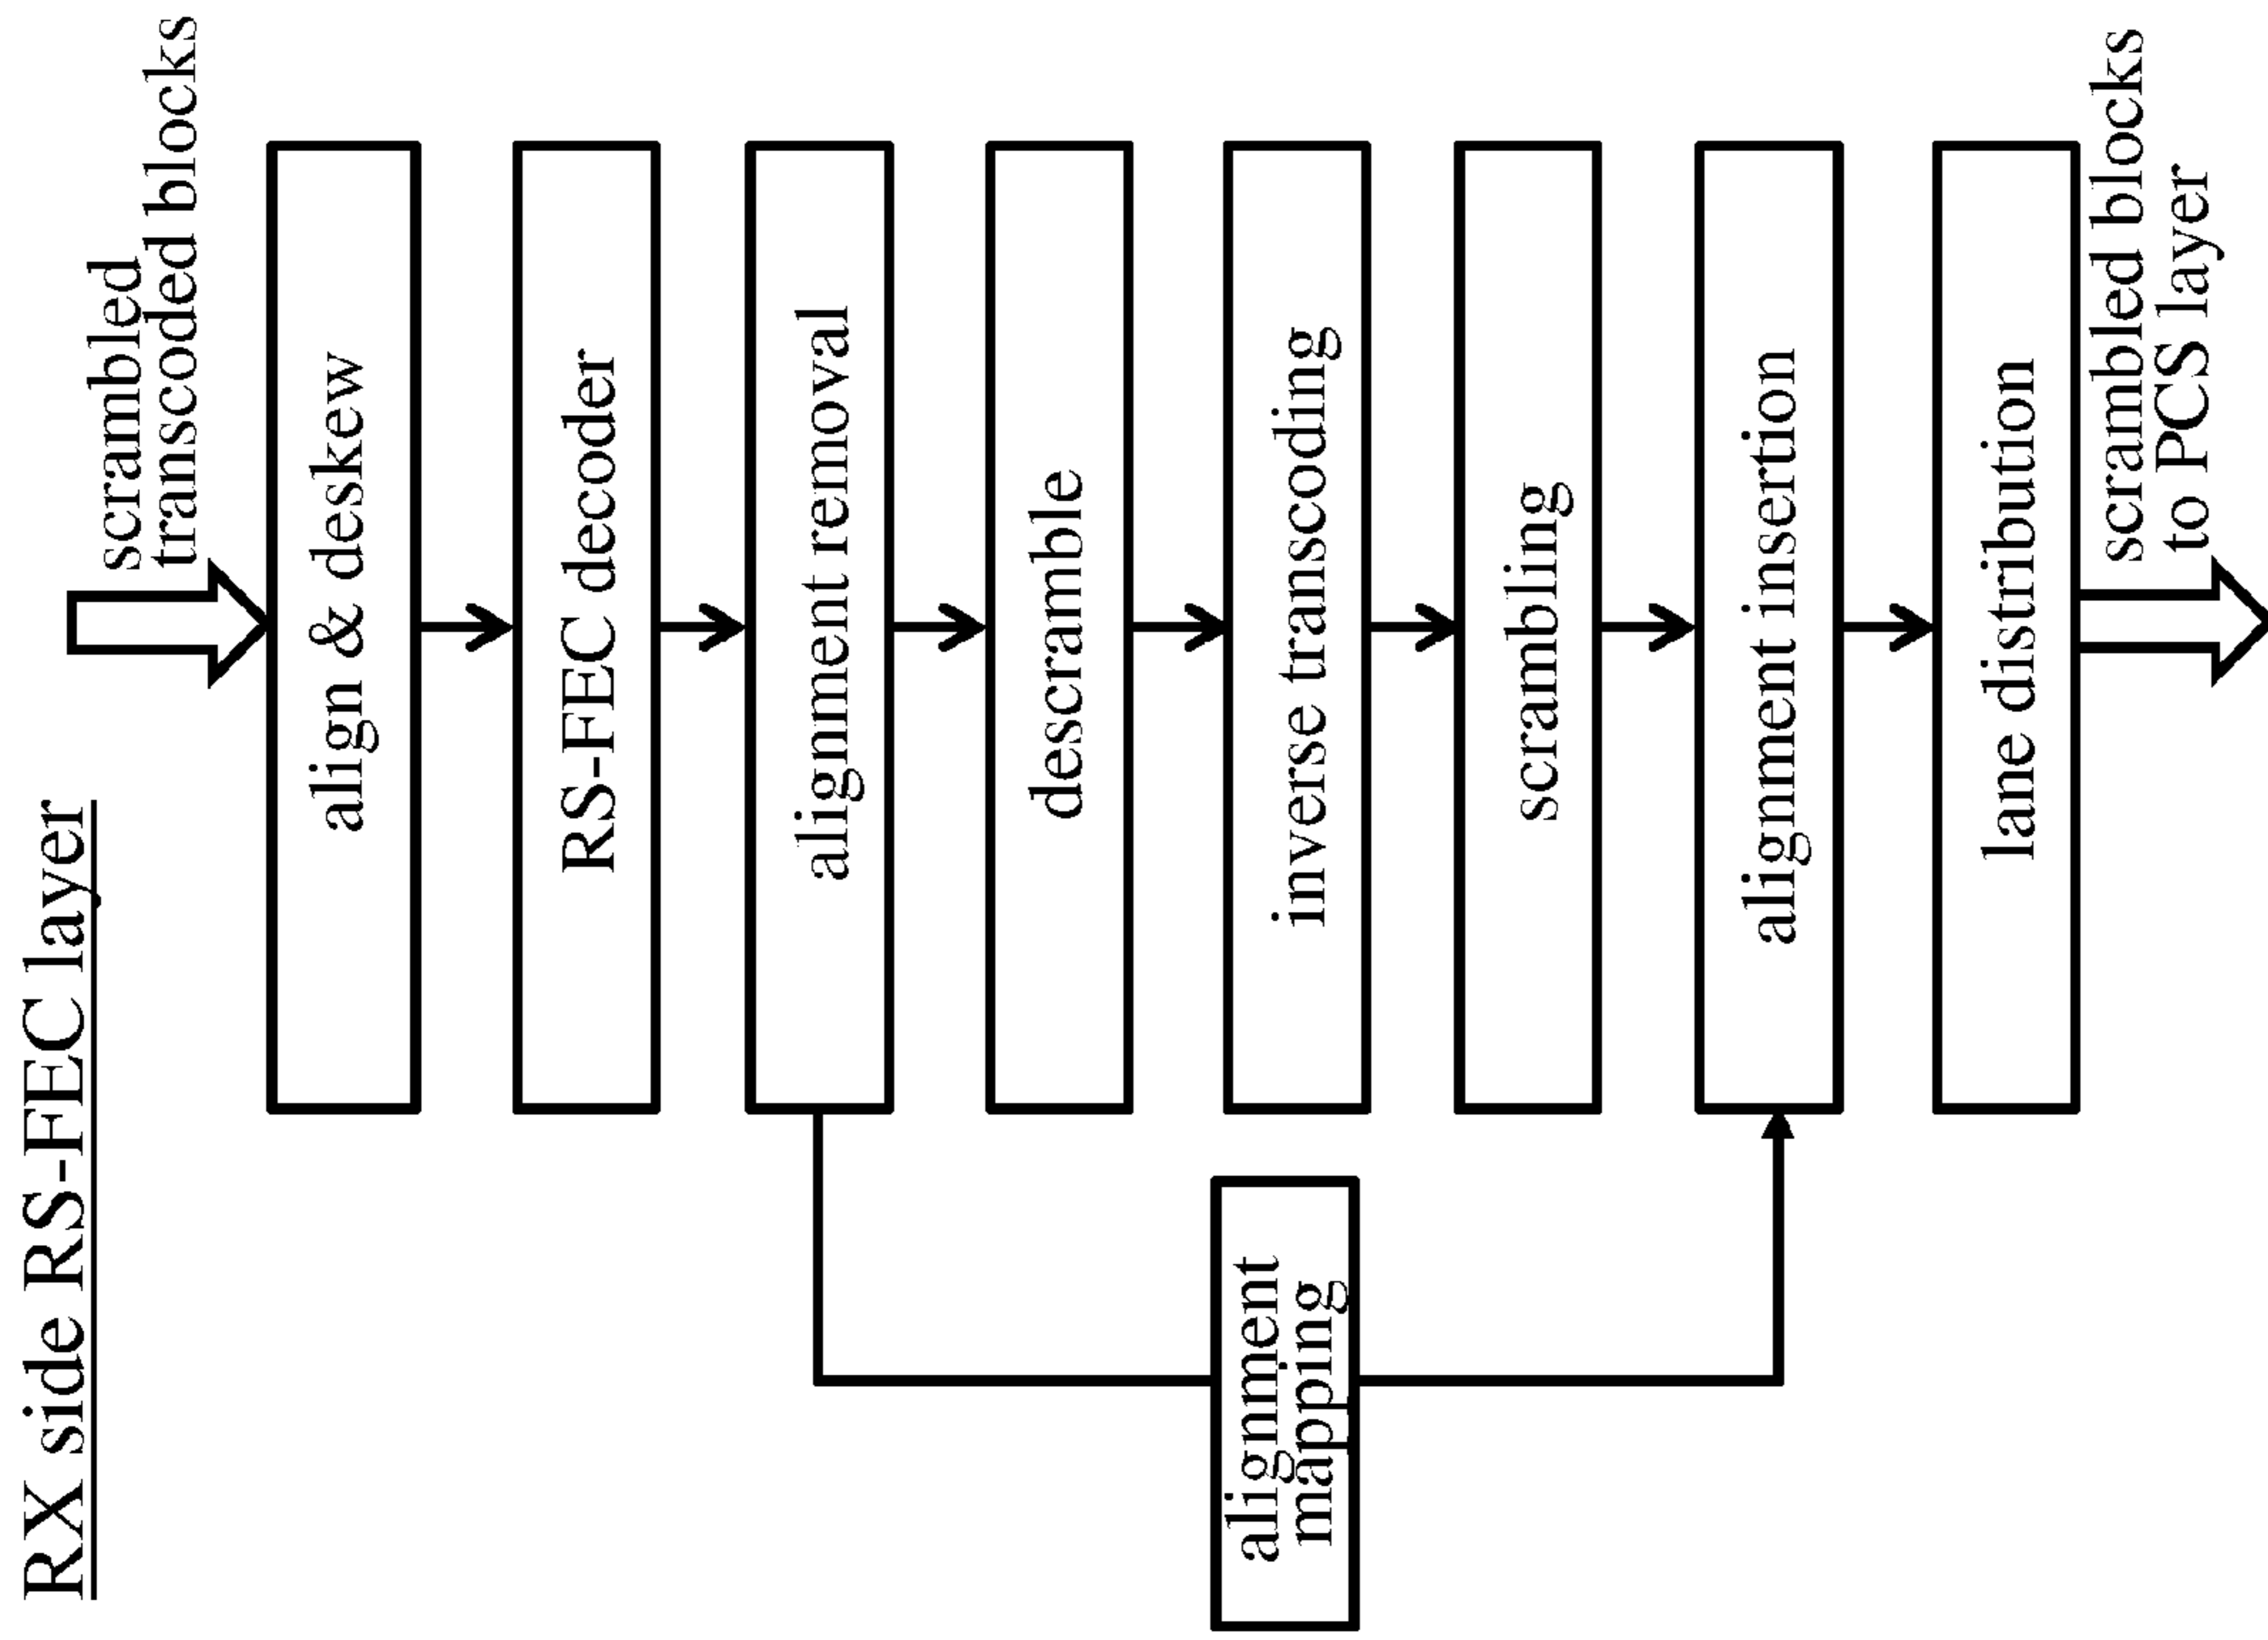 RX side RS-FEC layer
scrambled
transcoded blocks
align & deskew
RS-FEC decoder
alignment removal
descramble
inverse transcoding
scrambling
alignment insertion
lane distribution
alignment
mapping
scrambled blocks
to PCS layer